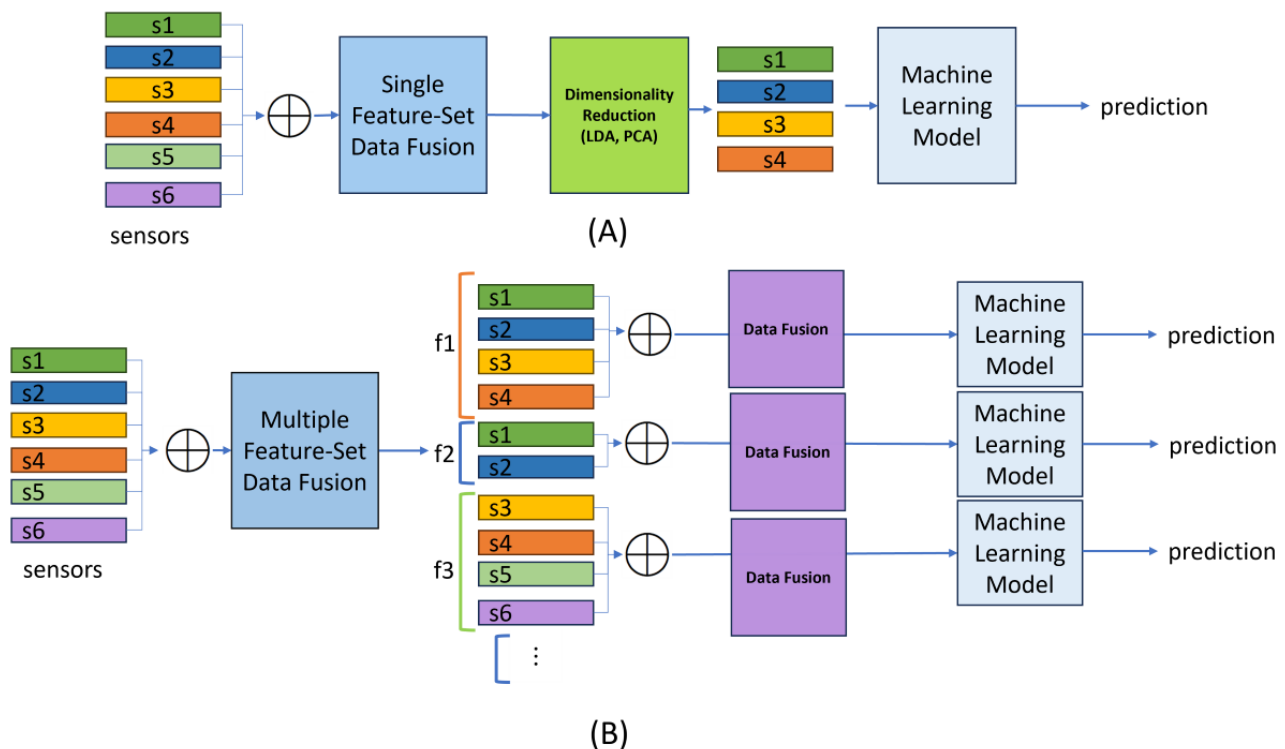 s1
s2
s3
s4
s5
s6
sensors
Single
Feature-Set
Data Fusion
Dimensionality
Reduction
(LDA, PCA)
s1
s2
s3
s4
Machine
Learning
Model
prediction
(A)
s1
s2
s3
s4
s5
s6
sensors
Multiple
Feature-Set
Data Fusion
f1
s1
s2
s3
s4
Data Fusion
Machine
Learning
Model
prediction
f2
s1
s2
Data Fusion
Machine
Learning
Model
prediction
f3
s3
s4
s5
s6
Data Fusion
Machine
Learning
Model
prediction
⋮
(B)